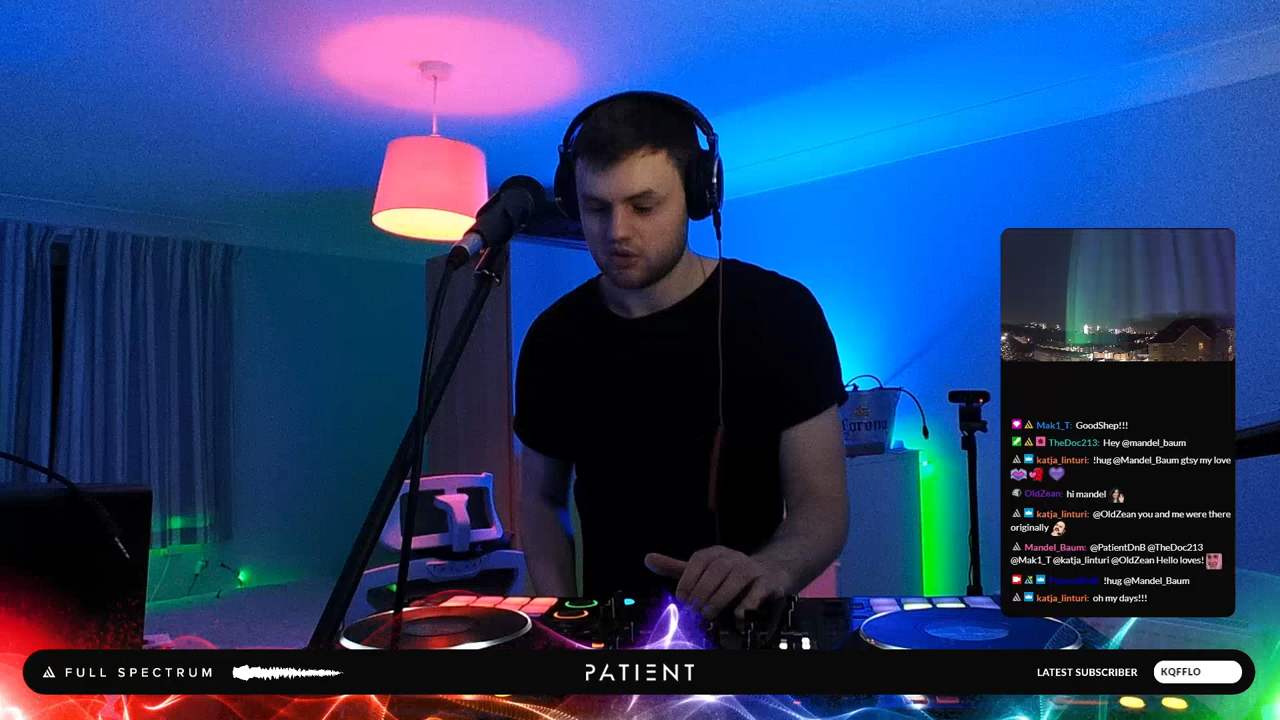 Corona
Mak1_T: GoodShep!!!
TheDoc213: Hey @mandel_baum
katja_linturi: !hug @Mandel_Baum gtsy my love
OldZean: hi mandel
katja_linturi: @OldZean you and me were there
originally
Mandel_Baum: @PatientDnB @TheDoc213
@Mak1_T @katja_linturi @OldZean Hello loves!
!hug @Mandel_Baum
katja_linturi: oh my days!!!
FULL SPECTRUM
PATIENT
LATEST SUBSCRIBER
KQFFLO